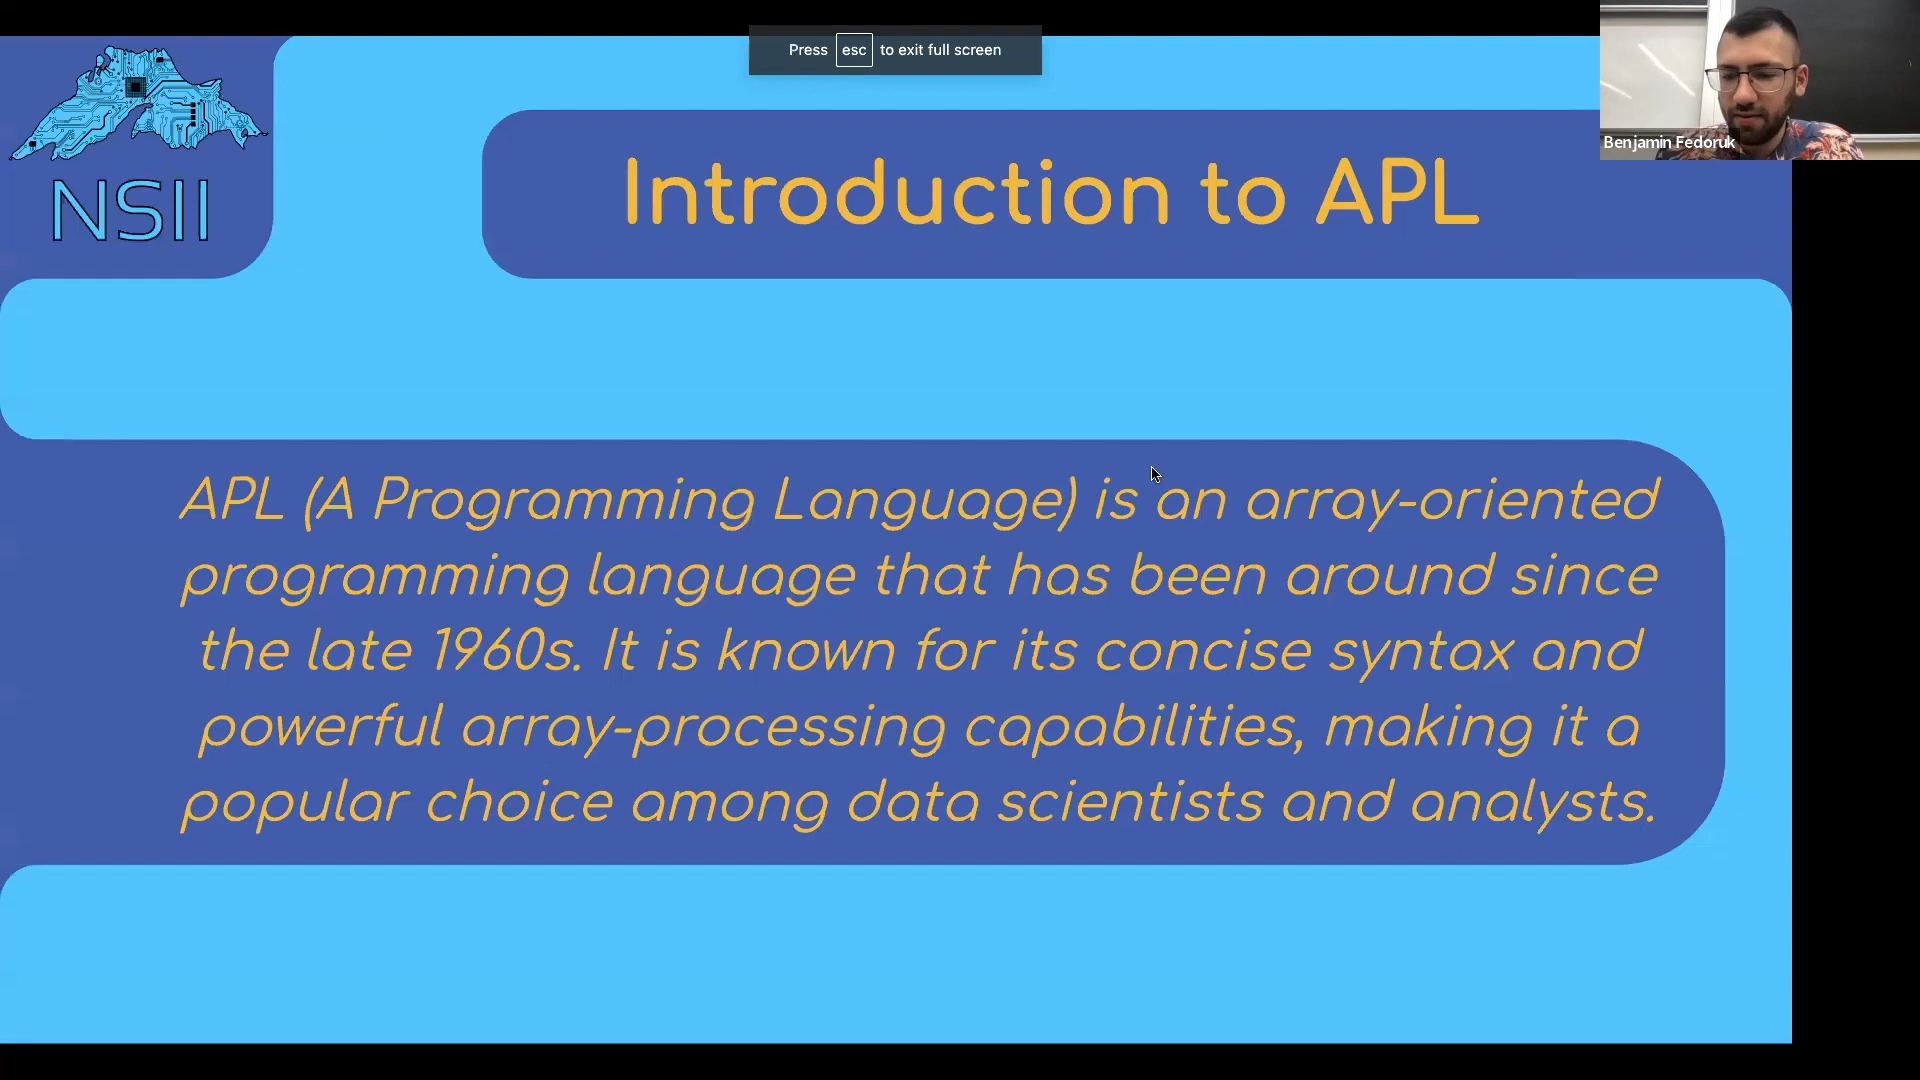 Press esc to exit full screen
Benjamin Fedoruk
NSII
Introduction to APL
APL (A Programming Language) is an array-oriented
programming language that has been around since
the late 1960s. It is known for its concise syntax and
powerful array-processing capabilities, making it a
popular choice among data scientists and analysts.